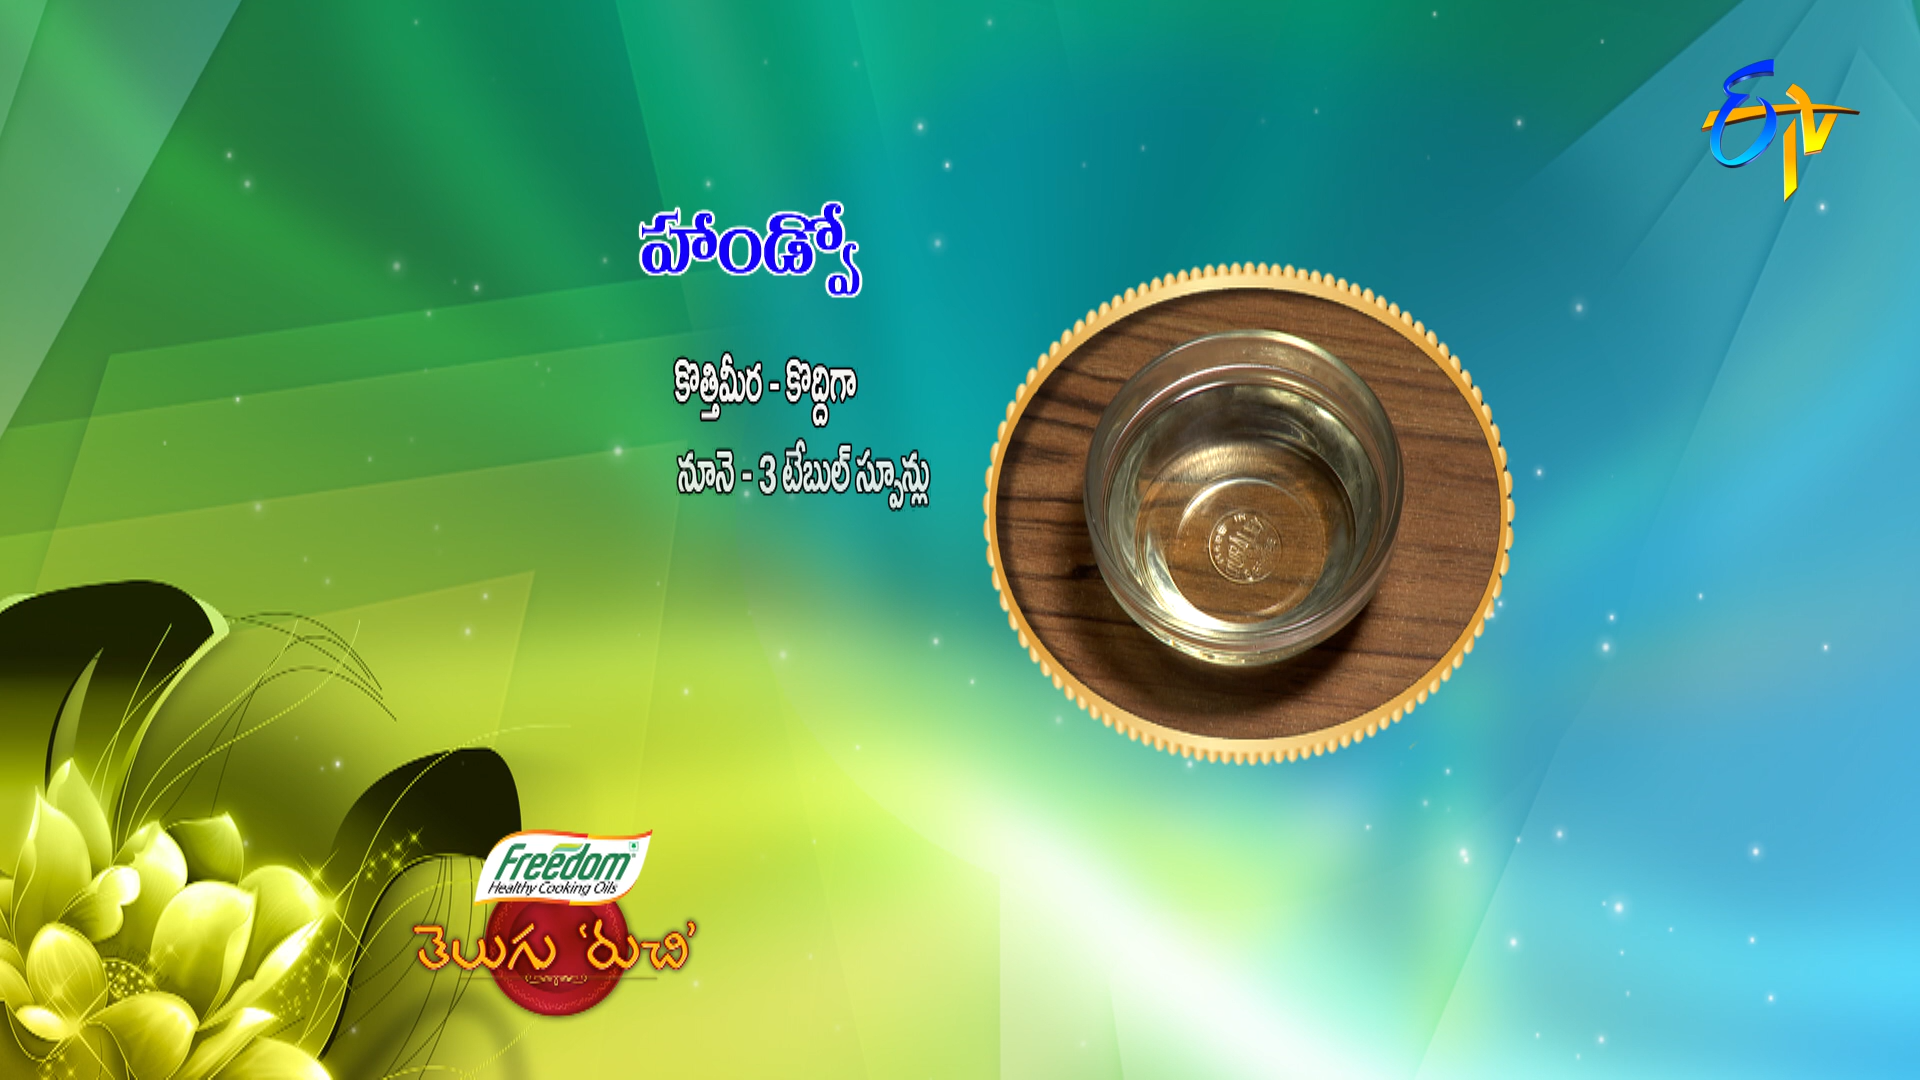 ETV
హాండ్వో
కొత్తిమీర - కొద్దిగా
నూనె - 3 టేబుల్ స్పూన్లు
Freedom
Healthy Cooking Oils
తెలుగు 'రుచి'